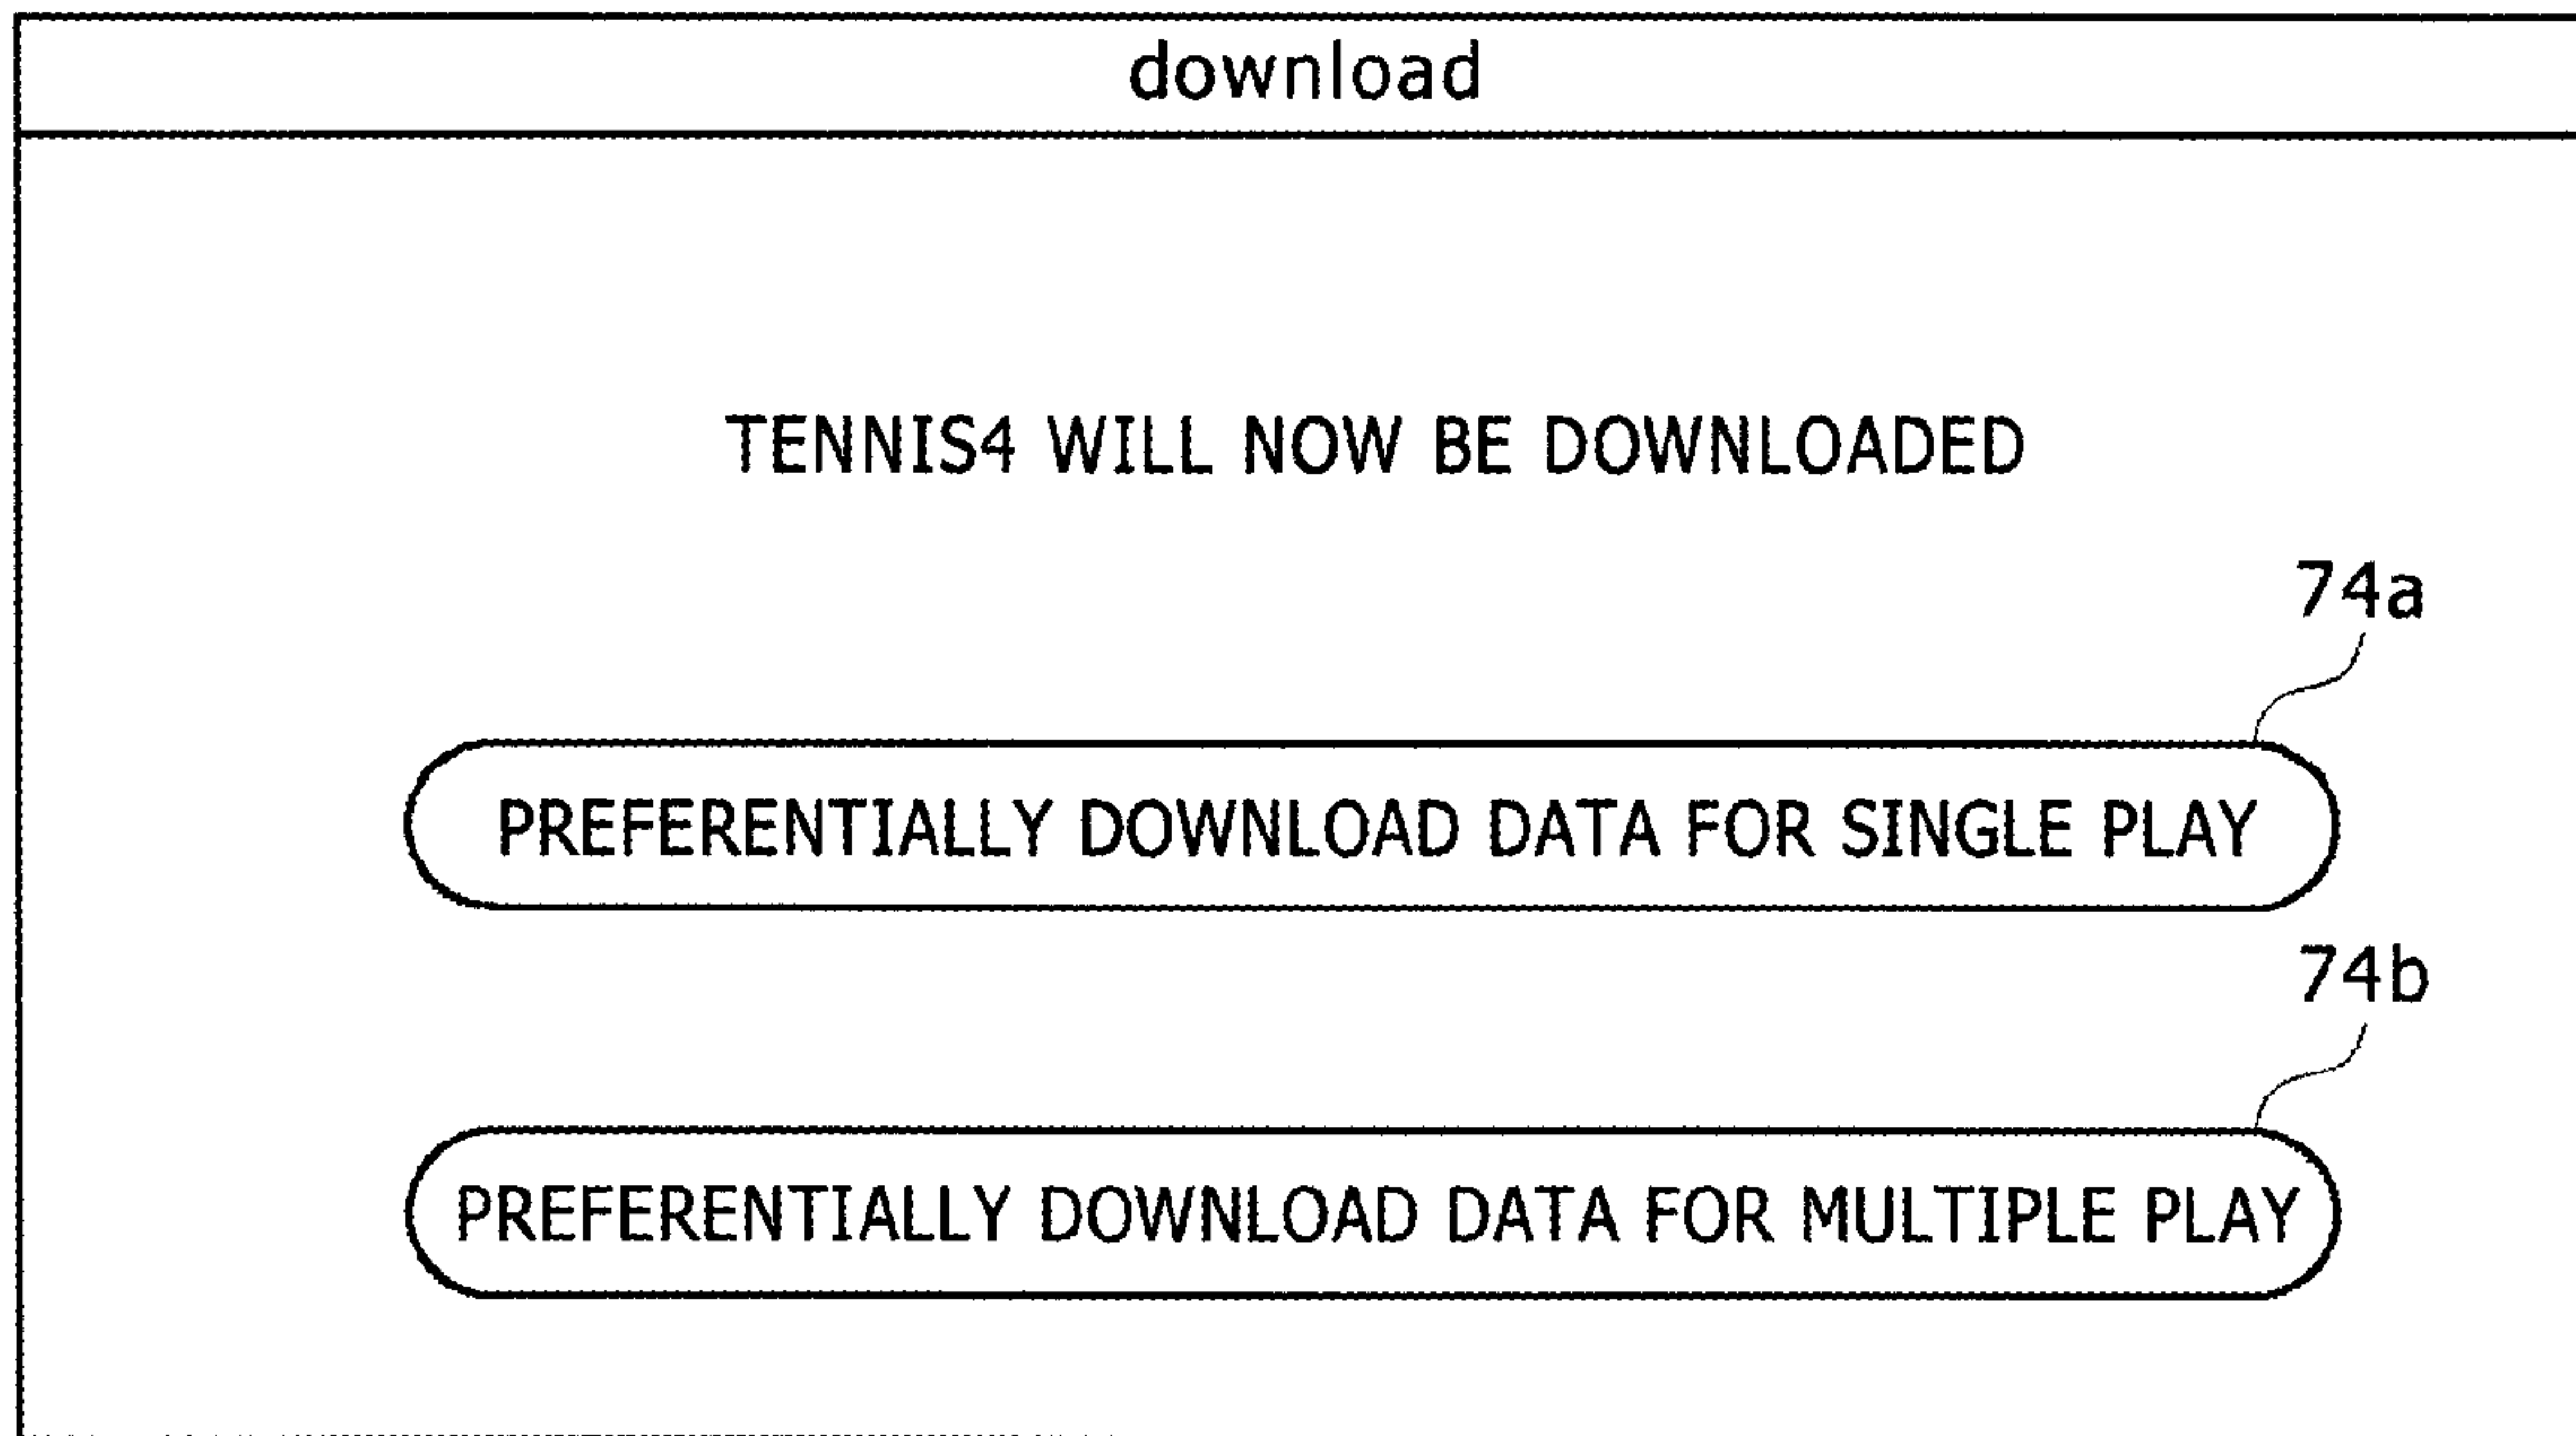 download
TENNIS4 WILL NOW BE DOWNLOADED
74a
PREFERENTIALLY DOWNLOAD DATA FOR SINGLE PLAY
74b
PREFERENTIALLY DOWNLOAD DATA FOR MULTIPLE PLAY